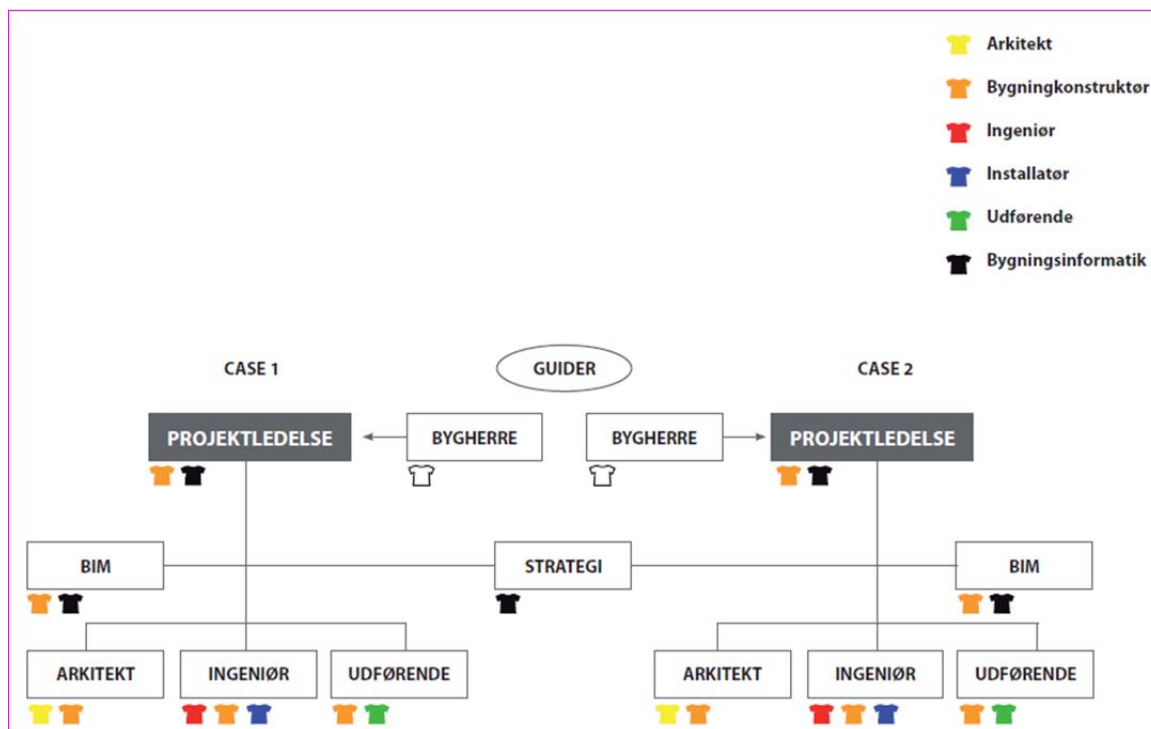 Arkitekt
Bygningkonstruktør
Ingeniør
Installatør
Udførende
Bygningsinformatik
CASE 1
GUIDER
CASE 2
PROJEKTLEDELSE
BYGHERRE
BYGHERRE
PROJEKTLEDELSE
BIM
STRATEGI
BIM
ARKITEKT
INGENIØR
UDFØRENDE
ARKITEKT
INGENIØR
UDFØRENDE